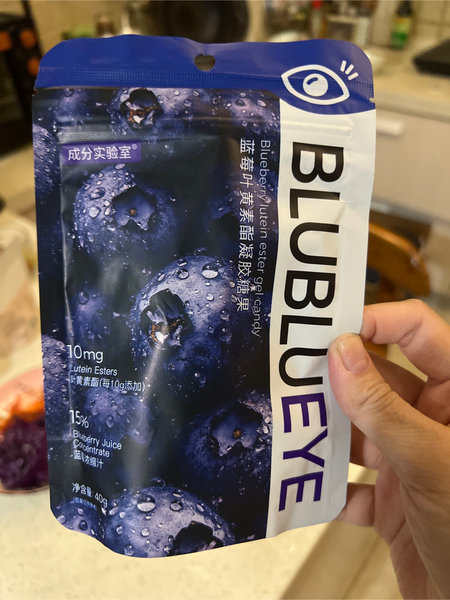 成分实验室®
BLUBLUEYE
Blueberry lutein ester gel candy
蓝莓叶黄素酯凝胶糖果
10mg
Lutein Esters
叶黄素酯(每10g添加)
15%
Blueberry Juice
Concentrate
蓝莓浓缩汁
净含量:40g